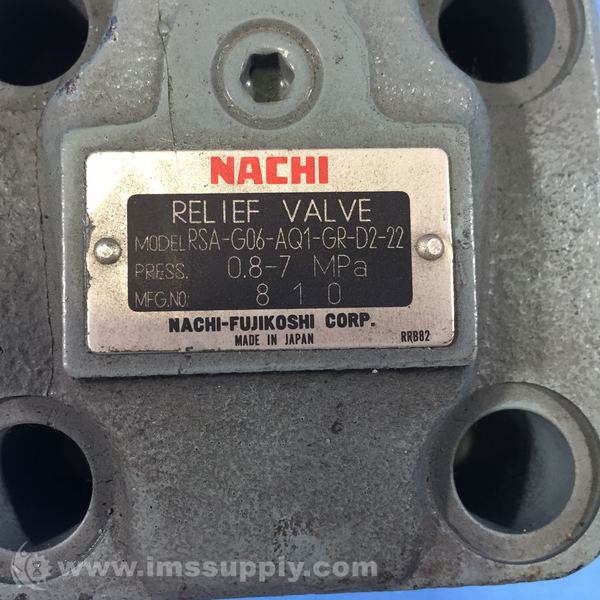 NACHI
RELIEF VALVE
MODEL RSA-G06-AQ1-GR-D2-22
PRESS. 0.8-7 MPa
MFG.NO. 8 1 0
NACHI-FUJIKOSHI CORP.
MADE IN JAPAN RRB82
www.imssupply.com